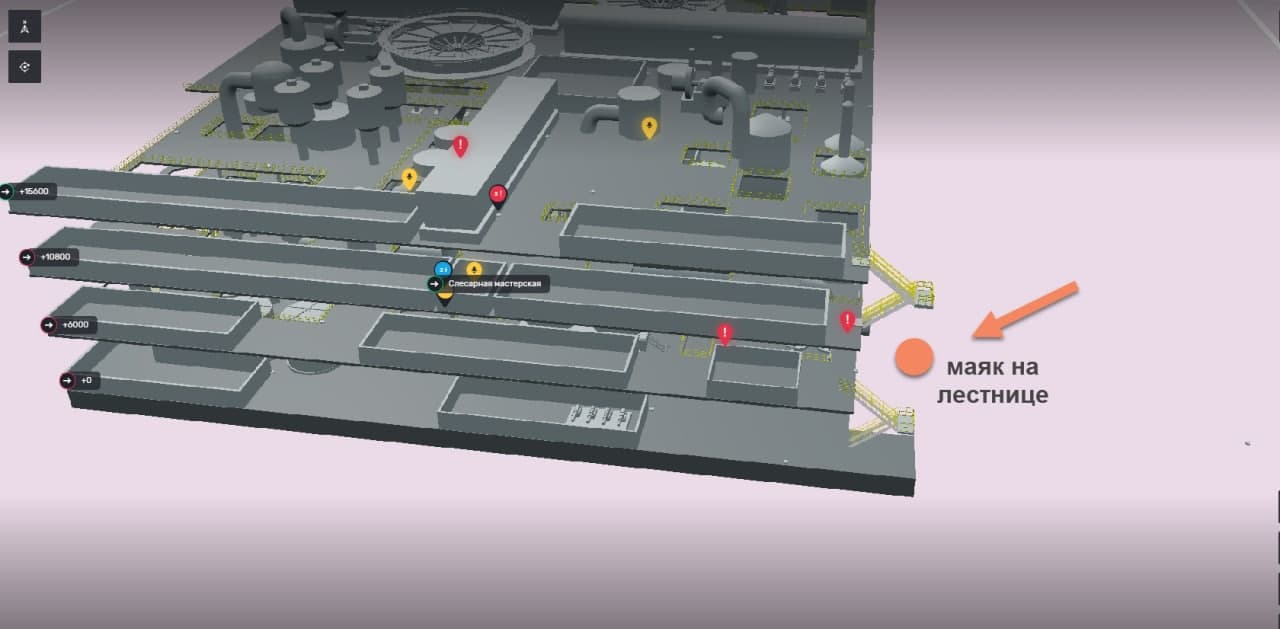 +15600
+10800
Слесарная мастерская
+6000
+0
маяк на
лестнице